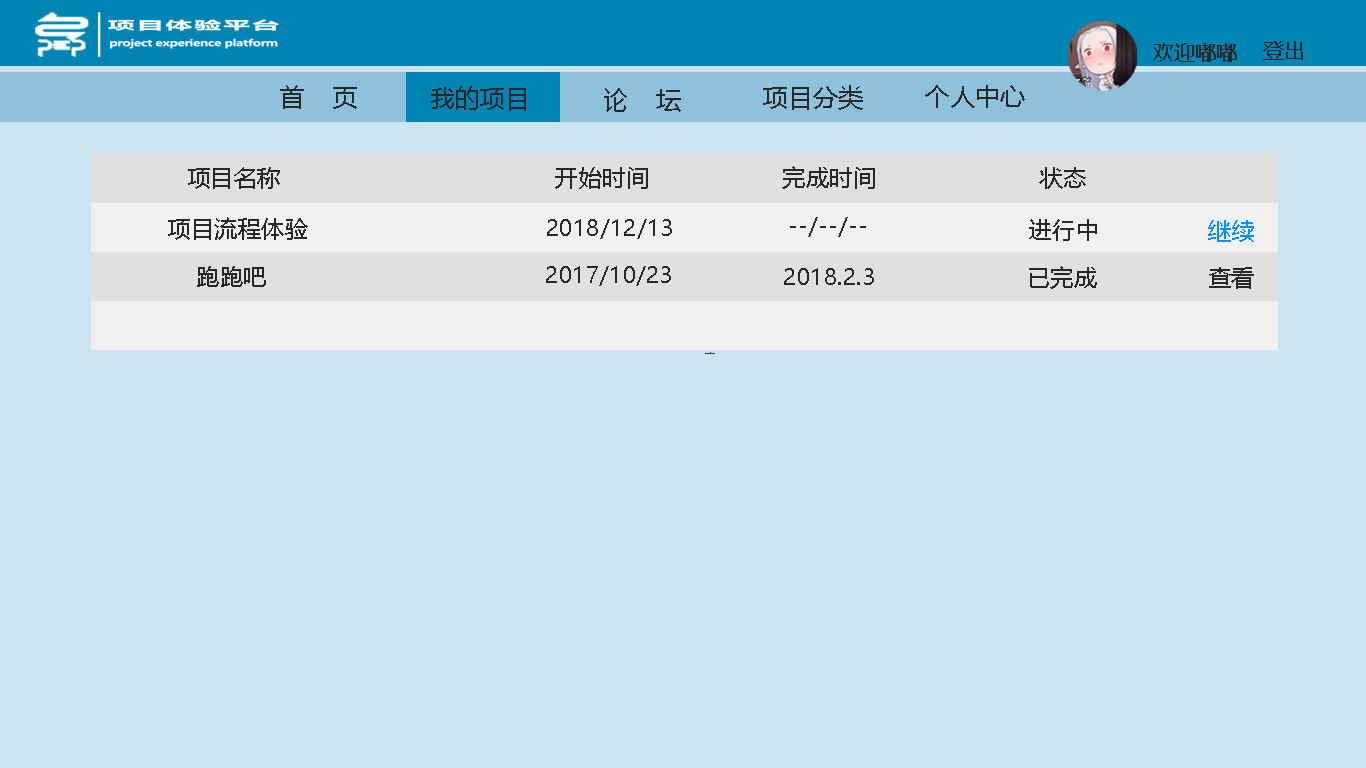 项目体验平台
project experience platform
PEP
欢迎嘟嘟 登出
首 页 我的项目 论 坛 项目分类 个人中心
项目名称 开始时间 完成时间 状态
项目流程体验 2018/12/13 --/--/-- 进行中 继续
跑跑吧 2017/10/23 2018.2.3 已完成 查看